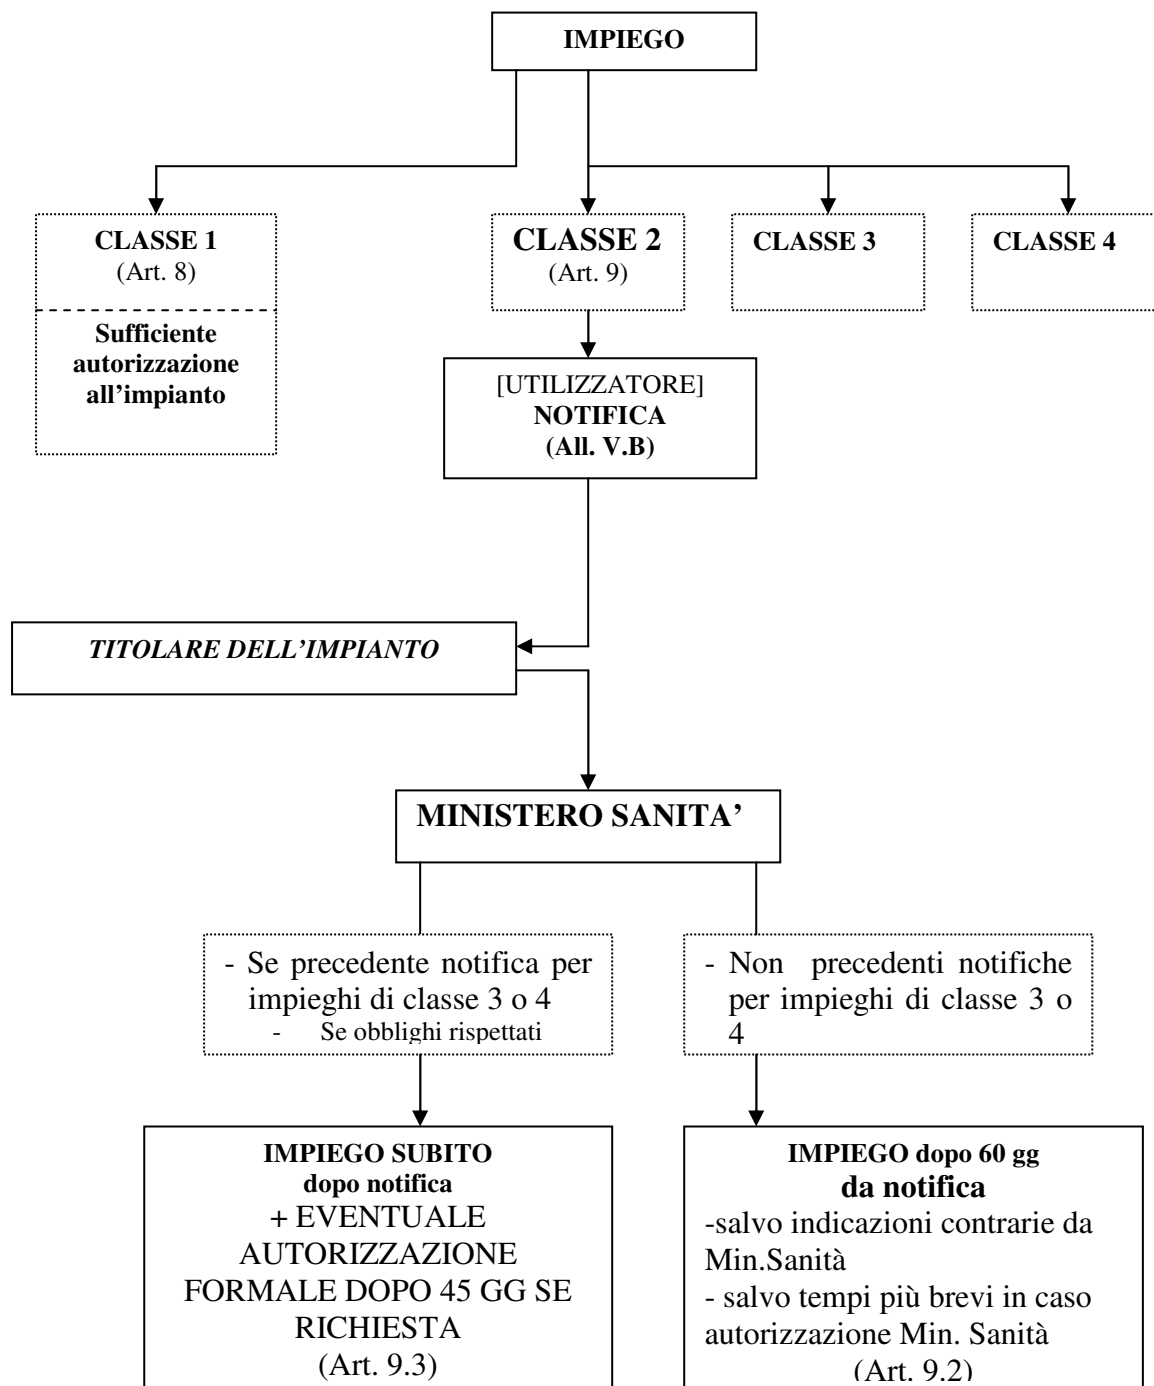 IMPIEGO
CLASSE 1
(Art. 8)
Sufficiente
autorizzazione
all’impianto
CLASSE 2
(Art. 9)
CLASSE 3
CLASSE 4
[UTILIZZATORE]
NOTIFICA
(All. V.B)
TITOLARE DELL’IMPIANTO
MINISTERO SANITA’
- Se precedente notifica per
impieghi di classe 3 o 4
- Se obblighi rispettati
- Non precedenti notifiche
per impieghi di classe 3 o
4
IMPIEGO SUBITO
dopo notifica
+ EVENTUALE
AUTORIZZAZIONE
FORMALE DOPO 45 GG SE
RICHIESTA
(Art. 9.3)
IMPIEGO dopo 60 gg
da notifica
-salvo indicazioni contrarie da
Min.Sanità
- salvo tempi più brevi in caso
autorizzazione Min. Sanità
(Art. 9.2)